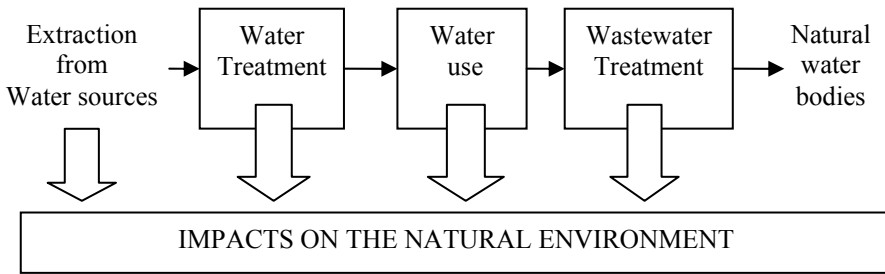 Extraction
from
Water sources
Water
Treatment
Water
use
Wastewater
Treatment
Natural
water
bodies
IMPACTS ON THE NATURAL ENVIRONMENT